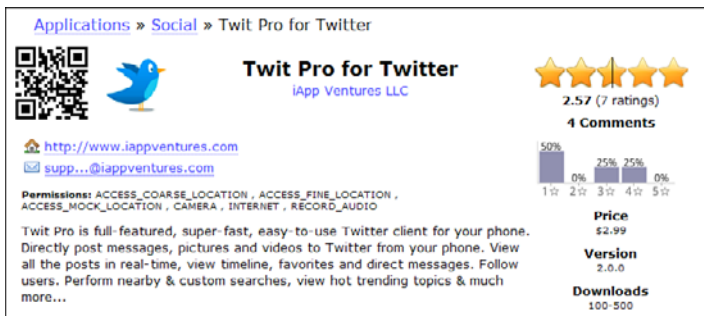 Applications » Social » Twit Pro for Twitter
Twit Pro for Twitter
iApp Ventures LLC
2.57 (7 ratings)
4 Comments
http://www.iappventures.com
supp...@iappventures.com
50%
0%
25%
25%
0%
1☆ 2☆ 3☆ 4☆ 5☆
Permissions: ACCESS_COARSE_LOCATION , ACCESS_FINE_LOCATION ,
ACCESS_MOCK_LOCATION , CAMERA , INTERNET , RECORD_AUDIO
Twit Pro is full-featured, super-fast, easy-to-use Twitter client for your phone.
Directly post messages, pictures and videos to Twitter from your phone. View
all the posts in real-time, view timeline, favorites and direct messages. Follow
users. Perform nearby & custom searches, view hot trending topics & much
more...
Price
$2.99
Version
2.0.0
Downloads
100-500